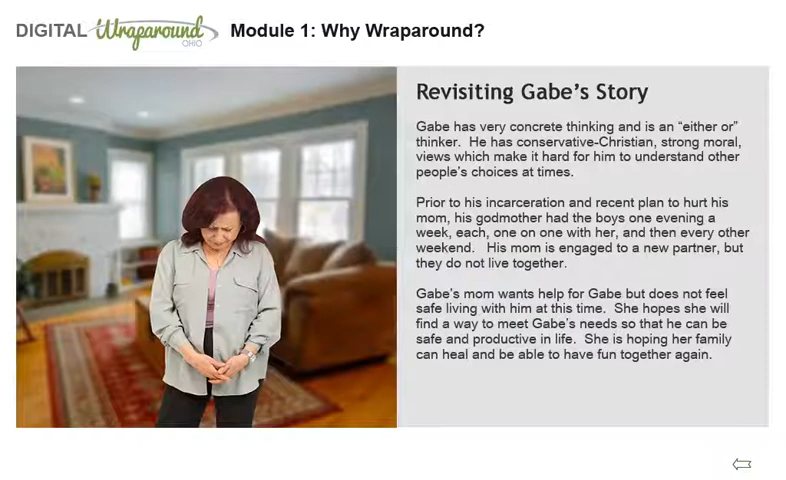 DIGITAL Wraparound OHIO Module 1: Why Wraparound?
Revisiting Gabe's Story
Gabe has very concrete thinking and is an "either or"
thinker. He has conservative-Christian, strong moral,
views which make it hard for him to understand other
people's choices at times.
Prior to his incarceration and recent plan to hurt his
mom, his godmother had the boys one evening a
week, each, one on one with her, and then every other
weekend. His mom is engaged to a new partner, but
they do not live together.
Gabe's mom wants help for Gabe but does not feel
safe living with him at this time. She hopes she will
find a way to meet Gabe's needs so that he can be
safe and productive in life. She is hoping her family
can heal and be able to have fun together again.